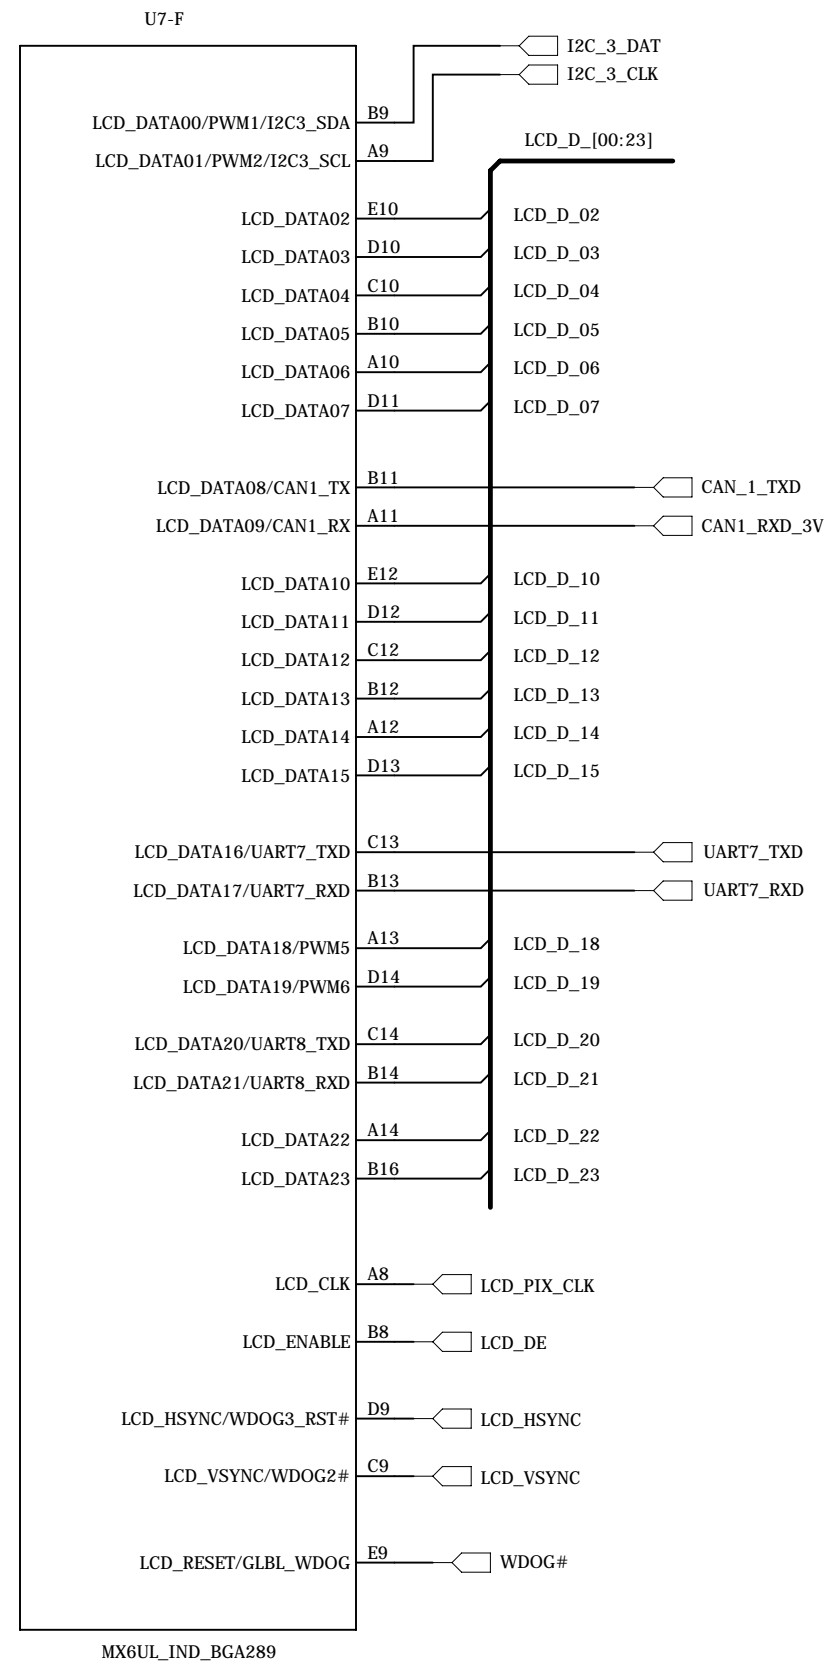 U7-F
I2C_3_DAT
I2C_3_CLK
LCD_DATA00/PWM1/I2C3_SDA B9
LCD_D_[00:23]
LCD_DATA01/PWM2/I2C3_SCL A9
LCD_DATA02 E10 LCD_D_02
LCD_DATA03 D10 LCD_D_03
LCD_DATA04 C10 LCD_D_04
LCD_DATA05 B10 LCD_D_05
LCD_DATA06 A10 LCD_D_06
LCD_DATA07 D11 LCD_D_07
LCD_DATA08/CAN1_TX B11 CAN_1_TXD
LCD_DATA09/CAN1_RX A11 CAN1_RXD_3V
LCD_DATA10 E12 LCD_D_10
LCD_DATA11 D12 LCD_D_11
LCD_DATA12 C12 LCD_D_12
LCD_DATA13 B12 LCD_D_13
LCD_DATA14 A12 LCD_D_14
LCD_DATA15 D13 LCD_D_15
LCD_DATA16/UART7_TXD C13 UART7_TXD
LCD_DATA17/UART7_RXD B13 UART7_RXD
LCD_DATA18/PWM5 A13 LCD_D_18
LCD_DATA19/PWM6 D14 LCD_D_19
LCD_DATA20/UART8_TXD C14 LCD_D_20
LCD_DATA21/UART8_RXD B14 LCD_D_21
LCD_DATA22 A14 LCD_D_22
LCD_DATA23 B16 LCD_D_23
LCD_CLK A8 LCD_PIX_CLK
LCD_ENABLE B8 LCD_DE
LCD_HSYNC/WDOG3_RST# D9 LCD_HSYNC
LCD_VSYNC/WDOG2# C9 LCD_VSYNC
LCD_RESET/GLBL_WDOG E9 WDOG#
MX6UL_IND_BGA289